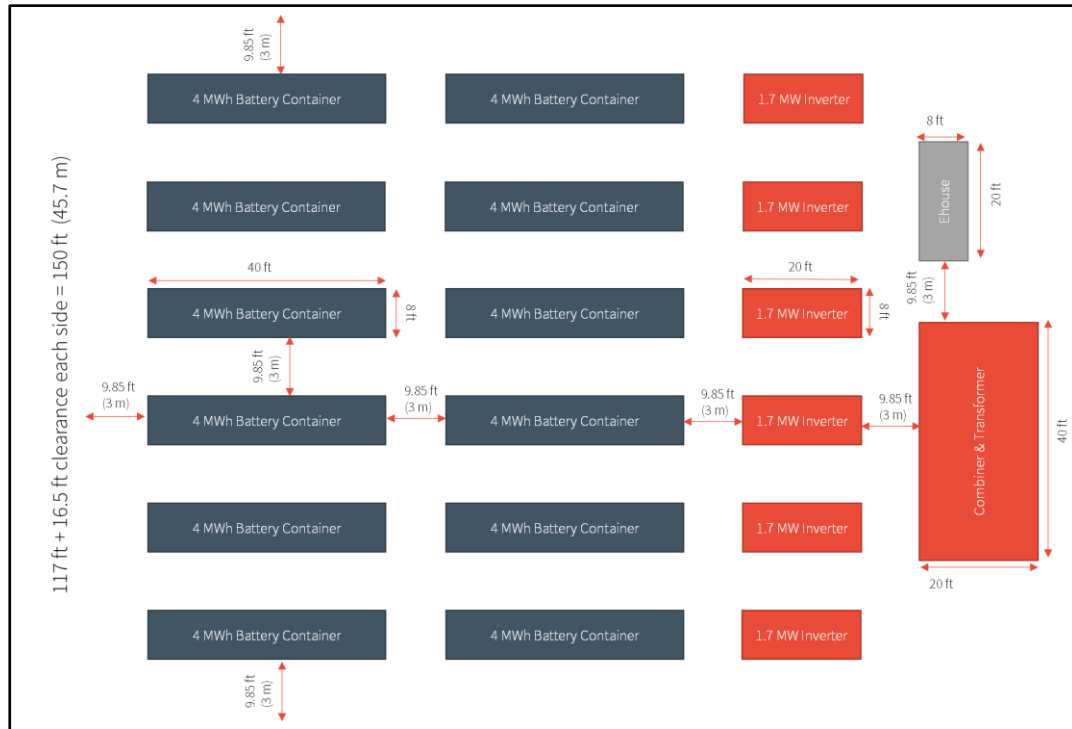 9.85 ft
(3 m)
4 MWh Battery Container
4 MWh Battery Container
1.7 MW Inverter
8 ft
4 MWh Battery Container
4 MWh Battery Container
1.7 MW Inverter
Ehouse
20 ft
117 ft + 16.5 ft clearance each side = 150 ft (45.7 m)
40 ft
20 ft
9.85 ft
(3 m)
4 MWh Battery Container
8 ft
4 MWh Battery Container
1.7 MW Inverter
8 ft
9.85 ft
(3 m)
9.85 ft
(3 m)
9.85 ft
(3 m)
9.85 ft
(3 m)
9.85 ft
(3 m)
4 MWh Battery Container
4 MWh Battery Container
1.7 MW Inverter
Combiner & Transformer
40 ft
4 MWh Battery Container
4 MWh Battery Container
1.7 MW Inverter
20 ft
4 MWh Battery Container
4 MWh Battery Container
1.7 MW Inverter
9.85 ft
(3 m)